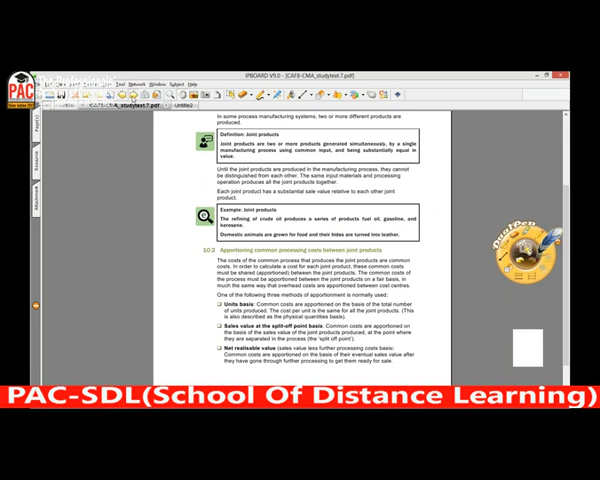 The Professionals
PAC
IPBOARD V9.0 - [CAF8-CMA_studytext.7.pdf]
Tool Network Window Subject Help
CAF8-CMA_studytext.7.pdf Untitled2
Page(s)
Resource
Attachment
In some process manufacturing systems, two or more different products are
produced.
Definition: Joint products
Joint products are two or more products generated simultaneously, by a single
manufacturing process using common input, and being substantially equal in
value.
Until the joint products are produced in the manufacturing process, they cannot
be distinguished from each other. The same input materials and processing
operation produces all the joint products together.
Each joint product has a substantial sale value relative to each other joint
product.
Example: Joint products
The refining of crude oil produces a series of products fuel oil, gasoline, and
kerosene.
Domestic animals are grown for food and their hides are turned into leather.
10.2 Apportioning common processing costs between joint products
The costs of the common process that produces the joint products are common
costs. In order to calculate a cost for each joint product, these common costs
must be shared (apportioned) between the joint products. The common costs of
the process must be apportioned between the joint products on a fair basis, in
much the same way that overhead costs are apportioned between cost centres.
One of the following three methods of apportionment is normally used:
❑ Units basis: Common costs are apportioned on the basis of the total number
of units produced. The cost per unit is the same for all the joint products. (This
is also described as the physical quantities basis).
❑ Sales value at the split-off point basis: Common costs are apportioned on
the basis of the sales value of the joint products produced, at the point where
they are separated in the process (the 'split off point').
❑ Net realisable value (sales value less further processing costs basis:
Common costs are apportioned on the basis of their eventual sales value after
they have gone through further processing to get them ready for sale.
DualPen
PAC-SDL(School Of Distance Learning)